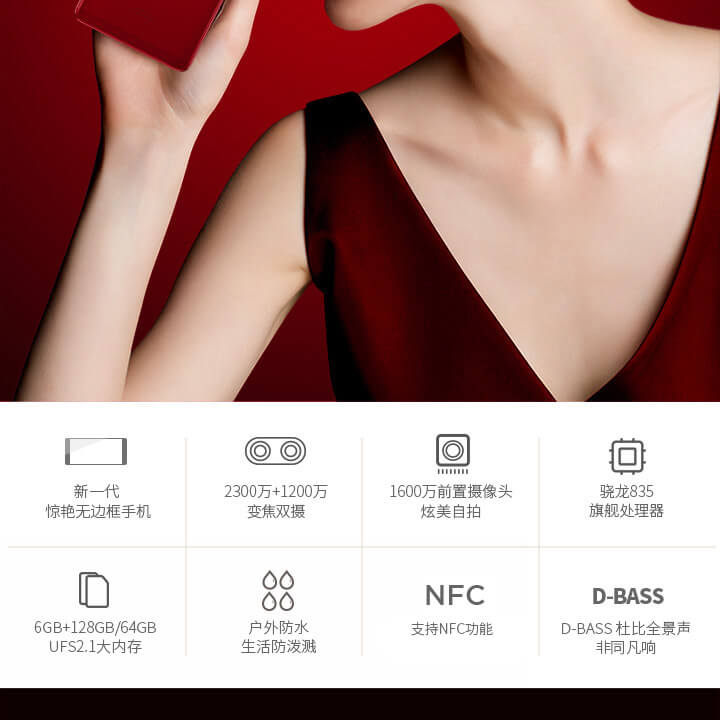 新一代
惊艳无边框手机
2300万+1200万
变焦双摄
1600万前置摄像头
炫美自拍
骁龙835
旗舰处理器
6GB+128GB/64GB
UFS2.1大内存
户外防水
生活防泼溅
NFC
支持NFC功能
D-BASS
D-BASS 杜比全景声
非同凡响